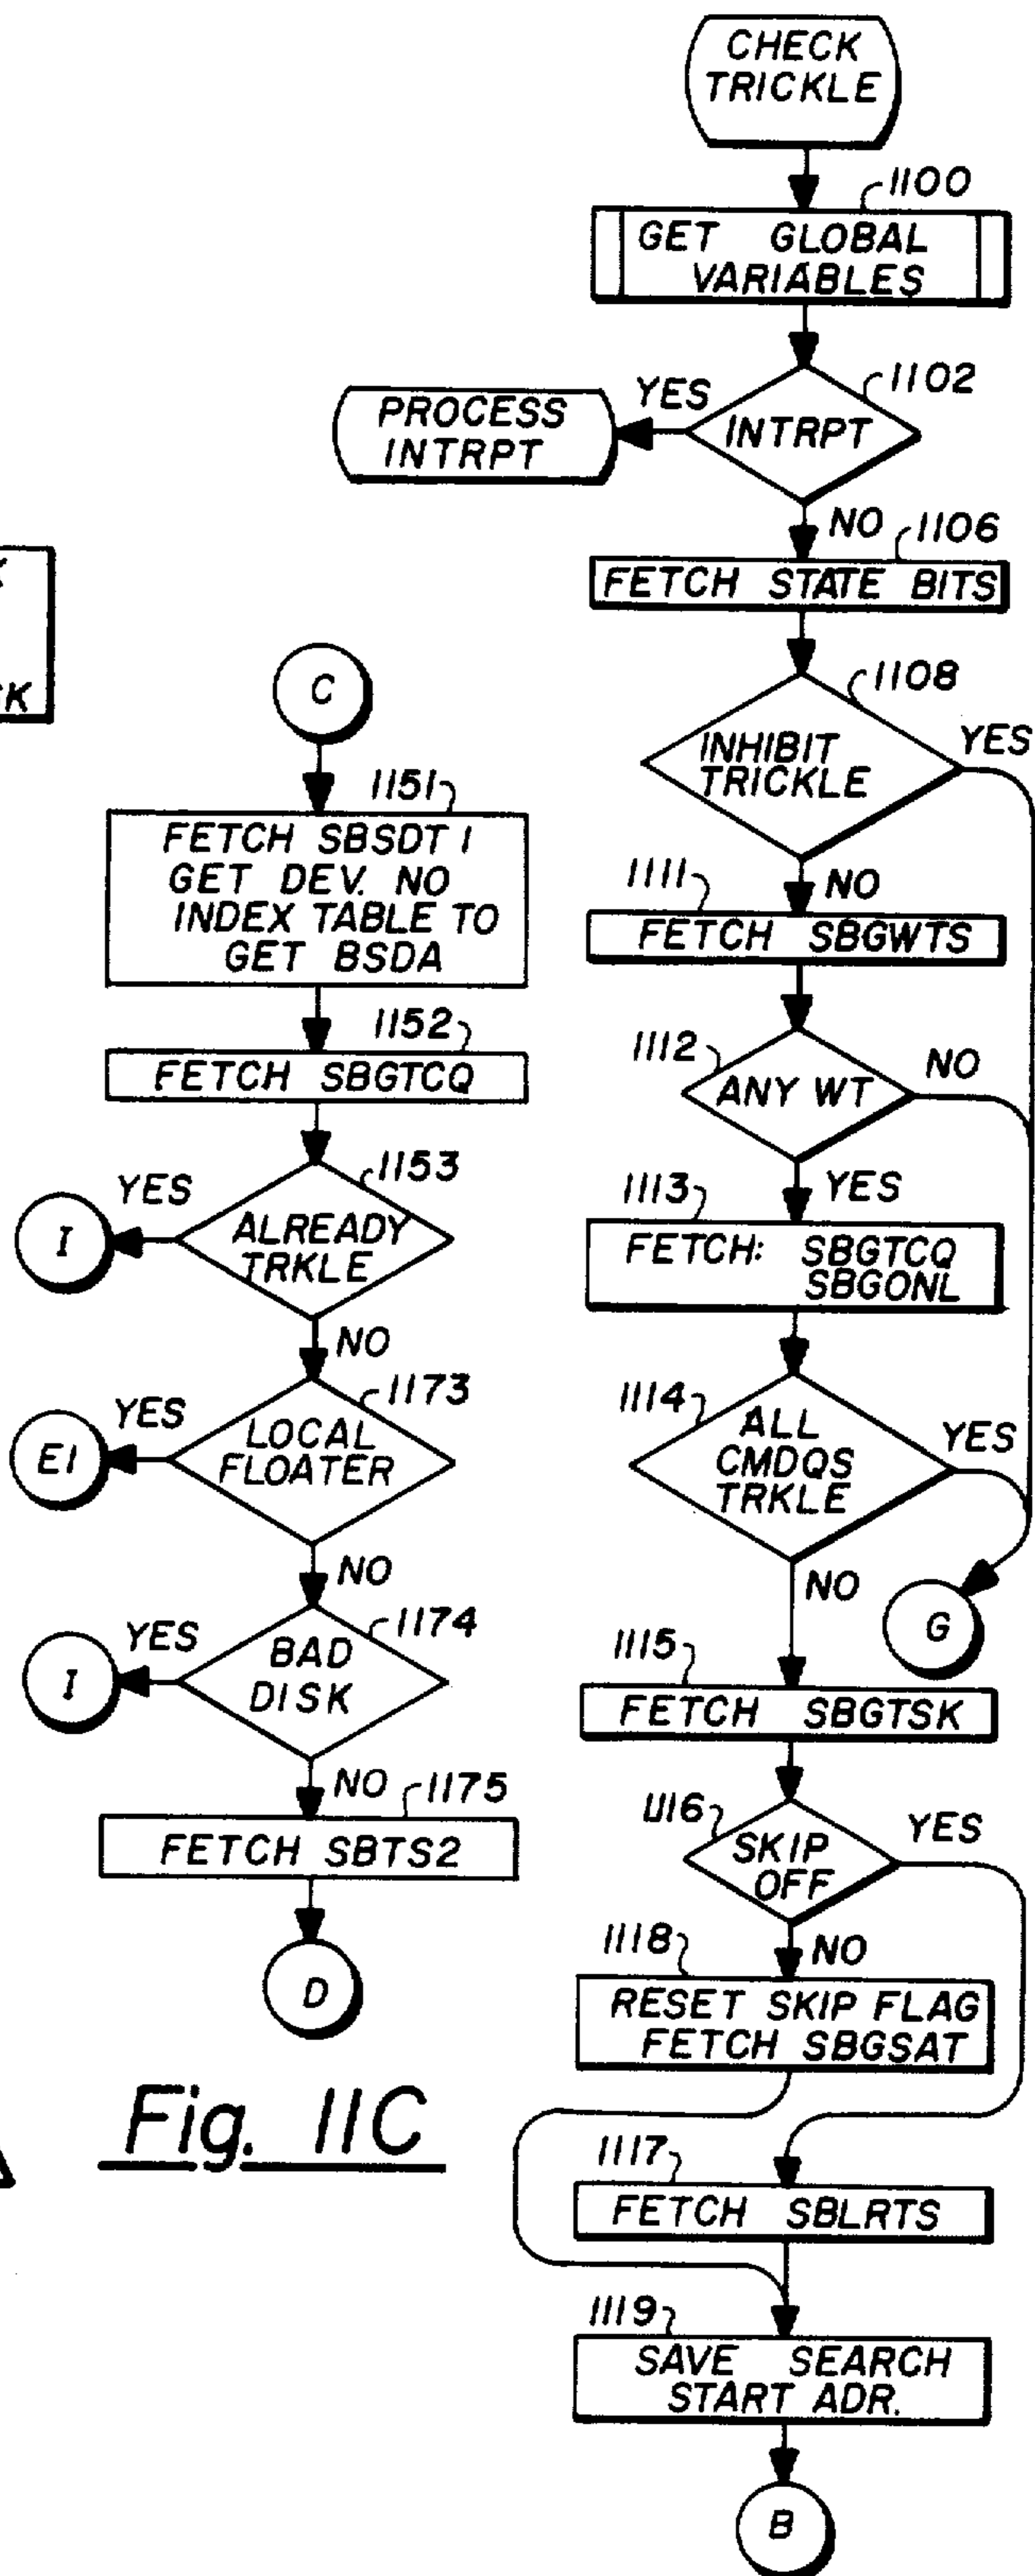 CHECK
TRICKLE
1100
GET GLOBAL
VARIABLES
1102
YES
INTRPT
PROCESS
INTRPT
NO
1106
FETCH STATE BITS
1108
INHIBIT
TRICKLE
YES
NO
1111
FETCH SBGWTS
1112
ANY WT
NO
YES
1113
FETCH: SBGTCQ
SBGONL
1114
ALL
CMDQS
TRKLE
YES
NO
G
1115
FETCH SBGTSK
1116
SKIP
OFF
YES
NO
1118
RESET SKIP FLAG
FETCH SBGSAT
1117
FETCH SBLRTS
1119
SAVE SEARCH
START ADR.
B
CK
C
1151
FETCH SBSDT 1
GET DEV. NO
INDEX TABLE TO
GET BSDA
1152
FETCH SBGTCQ
1153
YES
I
ALREADY
TRKLE
NO
1173
YES
E1
LOCAL
FLOATER
NO
1174
YES
I
BAD
DISK
NO
1175
FETCH SBTS2
D
Fig. 11C